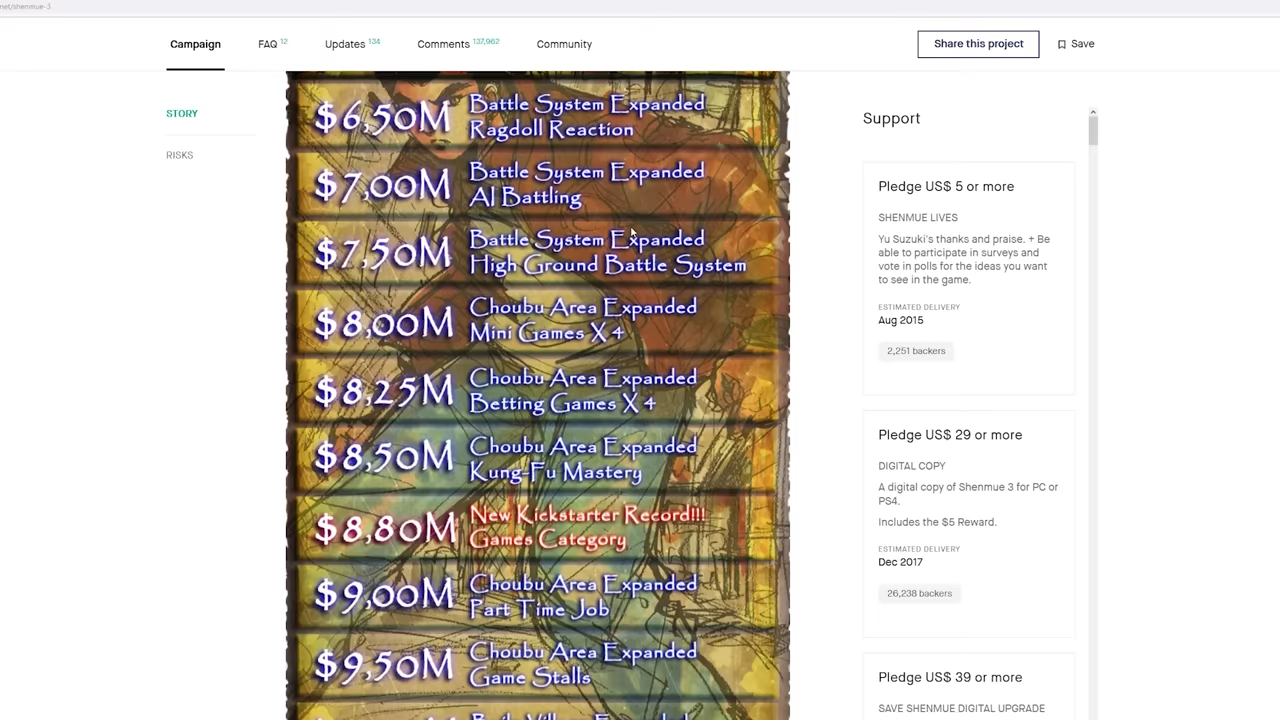 net/shenmue-3
Campaign
FAQ 12
Updates 134
Comments 137,962
Community
Share this project
Save
STORY
RISKS
$6,50M Battle System Expanded
Ragdoll Reaction
$7,00M Battle System Expanded
AI Battling
$7,50M Battle System Expanded
High Ground Battle System
$8,00M Choubu Area Expanded
Mini Games X 4
$8,25M Choubu Area Expanded
Betting Games X 4
$8,50M Choubu Area Expanded
Kung-Fu Mastery
$8,80M New Kickstarter Record!!!
Games Category
$9,00M Choubu Area Expanded
Part Time Job
$9,50M Choubu Area Expanded
Game Stalls
Support
Pledge US$ 5 or more
SHENMUE LIVES
Yu Suzuki's thanks and praise. + Be
able to participate in surveys and
vote in polls for the ideas you want
to see in the game.
ESTIMATED DELIVERY
Aug 2015
2,251 backers
Pledge US$ 29 or more
DIGITAL COPY
A digital copy of Shenmue 3 for PC or
PS4.
Includes the $5 Reward.
ESTIMATED DELIVERY
Dec 2017
26,238 backers
Pledge US$ 39 or more
SAVE SHENMUE DIGITAL UPGRADE